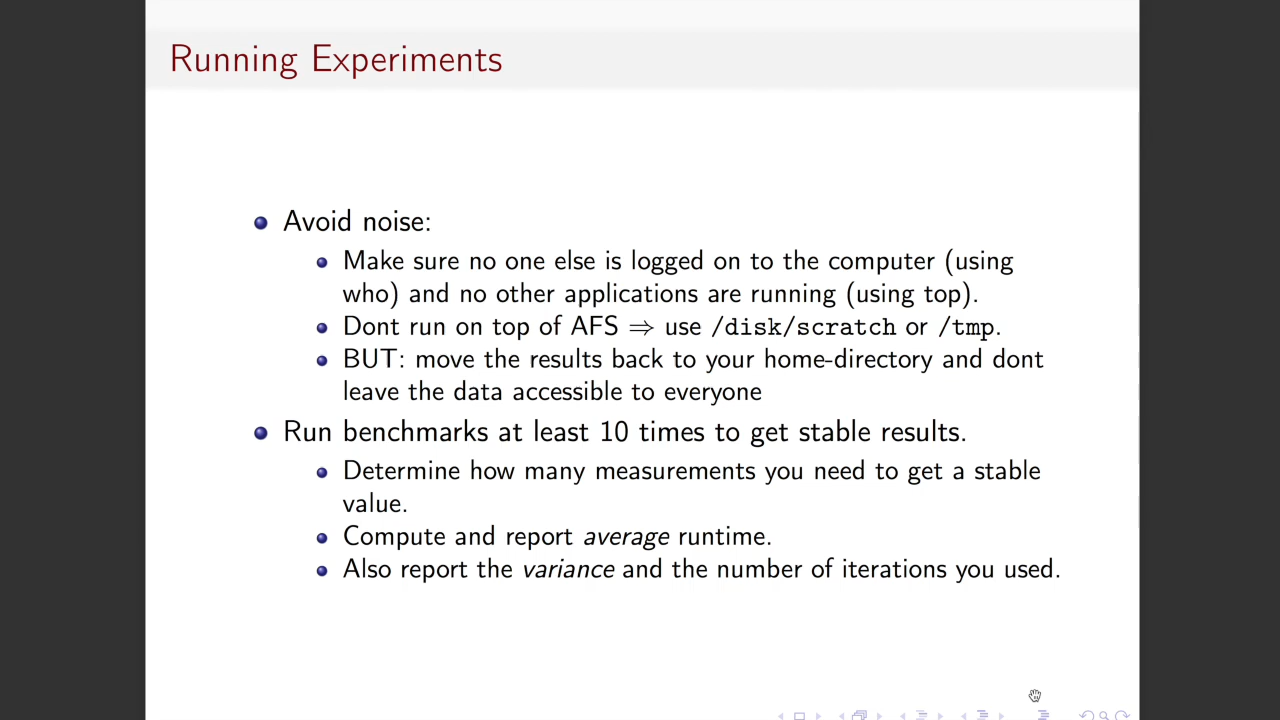 Running Experiments
Avoid noise:
Make sure no one else is logged on to the computer (using
who) and no other applications are running (using top).
Dont run on top of AFS ⇒ use /disk/scratch or /tmp.
BUT: move the results back to your home-directory and dont
leave the data accessible to everyone
Run benchmarks at least 10 times to get stable results.
Determine how many measurements you need to get a stable
value.
Compute and report average runtime.
Also report the variance and the number of iterations you used.